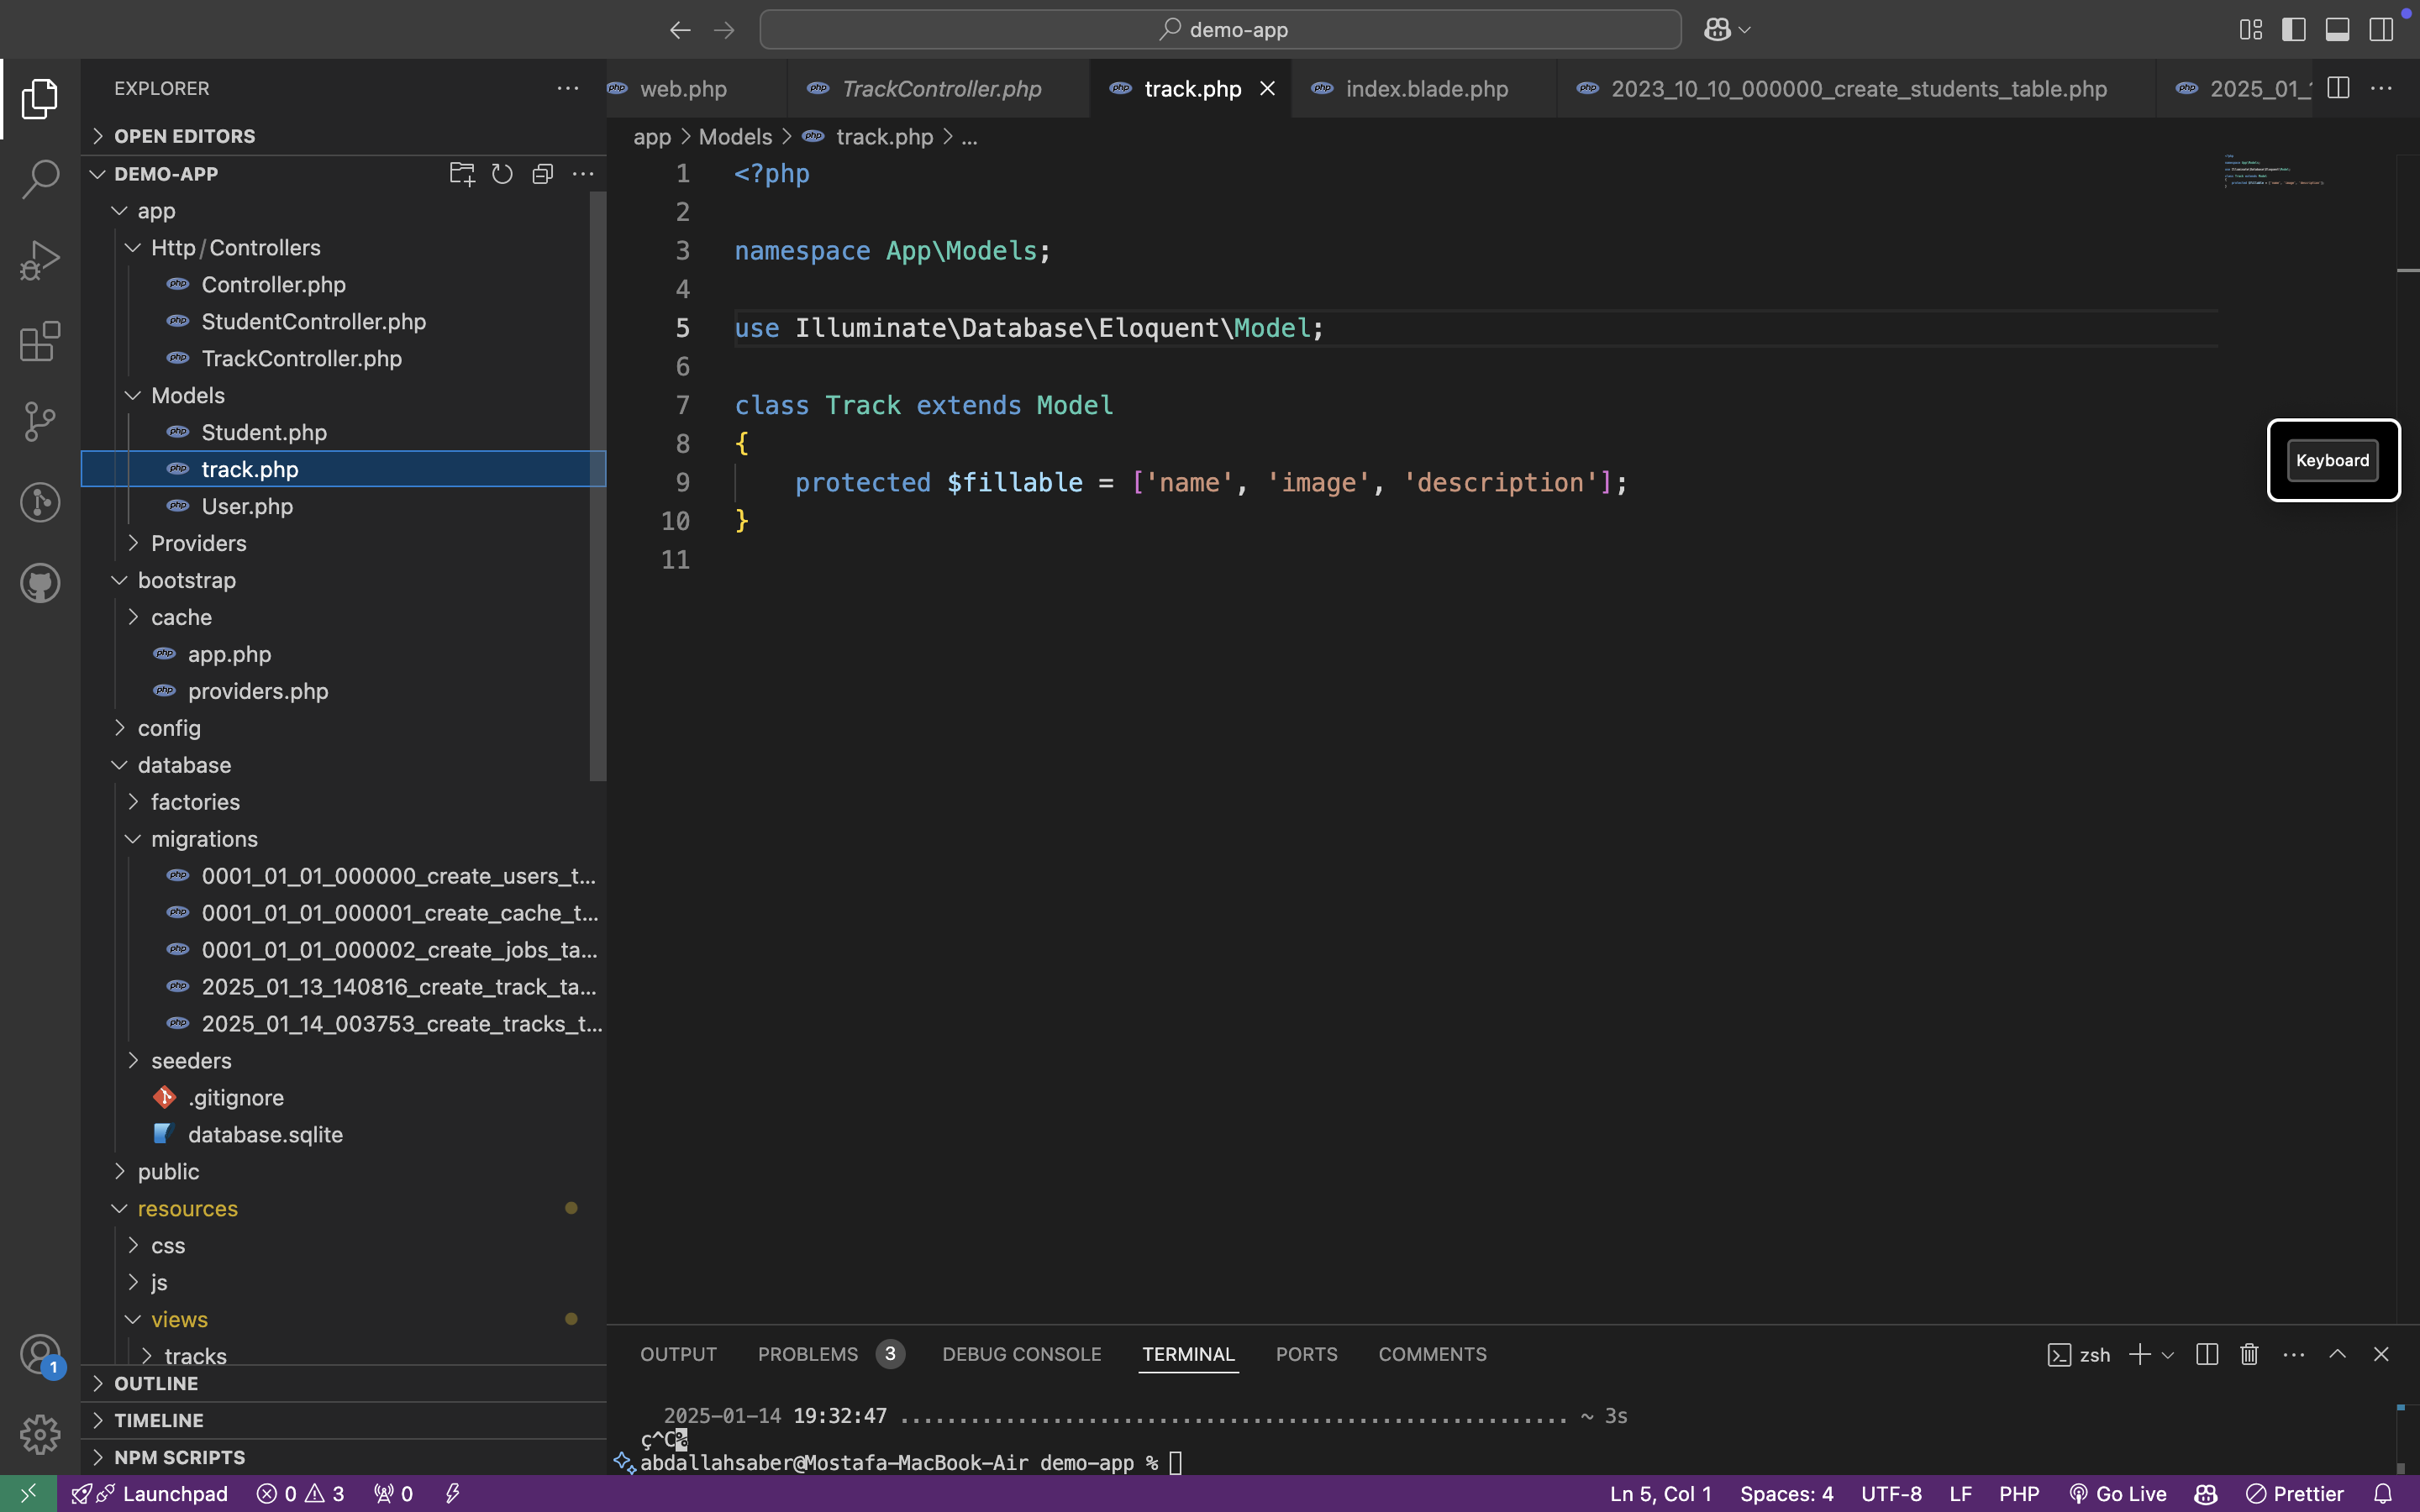 demo-app
EXPLORER
OPEN EDITORS
DEMO-APP
app
Http/Controllers
Controller.php
StudentController.php
TrackController.php
Models
Student.php
track.php
User.php
Providers
bootstrap
cache
app.php
providers.php
config
database
factories
migrations
0001_01_01_000000_create_users_t...
0001_01_01_000001_create_cache_t...
0001_01_01_000002_create_jobs_ta...
2025_01_13_140816_create_track_ta...
2025_01_14_003753_create_tracks_t...
seeders
.gitignore
database.sqlite
public
resources
css
js
views
tracks
OUTLINE
TIMELINE
NPM SCRIPTS
web.php TrackController.php track.php index.blade.php 2023_10_10_000000_create_students_table.php 2025_01_
app > Models > track.php > ...
1 <?php
2
3 namespace App\Models;
4
5 use Illuminate\Database\Eloquent\Model;
6
7 class Track extends Model
8 {
9 protected $fillable = ['name', 'image', 'description'];
10 }
11
Keyboard
OUTPUT PROBLEMS 3 DEBUG CONSOLE TERMINAL PORTS COMMENTS zsh
2025-01-14 19:32:47 ......................................................... ~ 3s
ç^C%
abdallahsaber@Mostafa-MacBook-Air demo-app %
1
Launchpad 0 3 0 Ln 5, Col 1 Spaces: 4 UTF-8 LF PHP Go Live Prettier